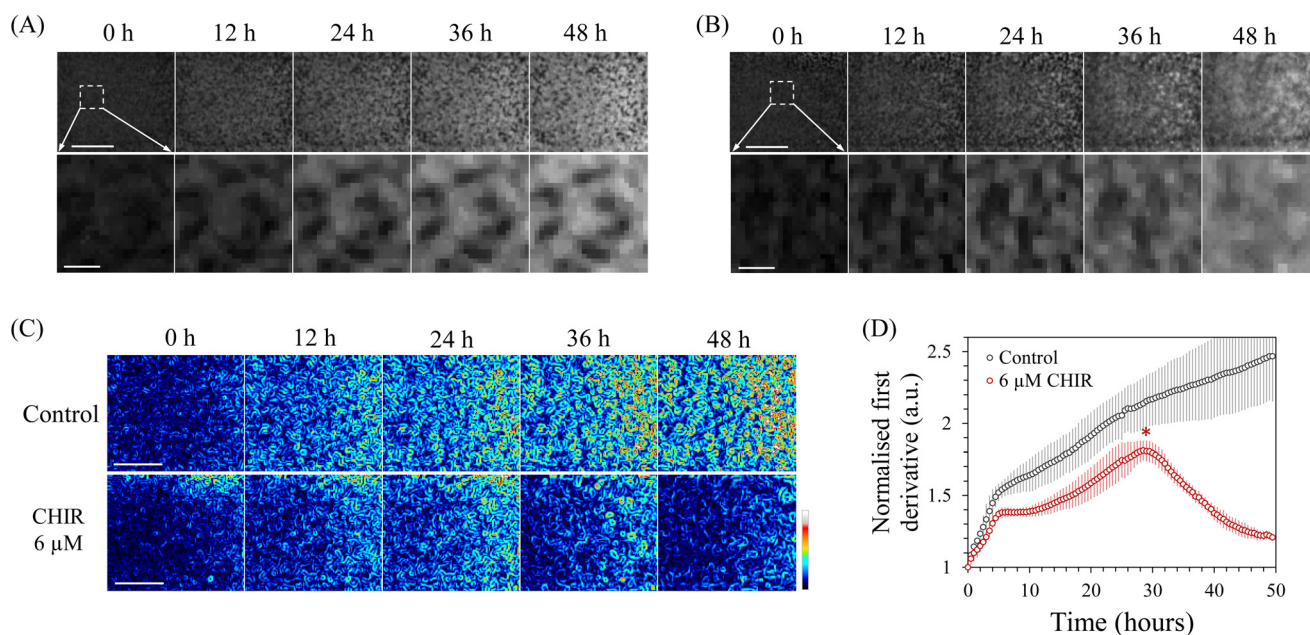 (A)
0 h 12 h 24 h 36 h 48 h
(B)
0 h 12 h 24 h 36 h 48 h
(C)
0 h 12 h 24 h 36 h 48 h
Control
CHIR
6 µM
(D)
Normalised first
derivative (a.u.)
2.5
2
1.5
1
Control
6 µM CHIR
*
0 10 20 30 40 50
Time (hours)